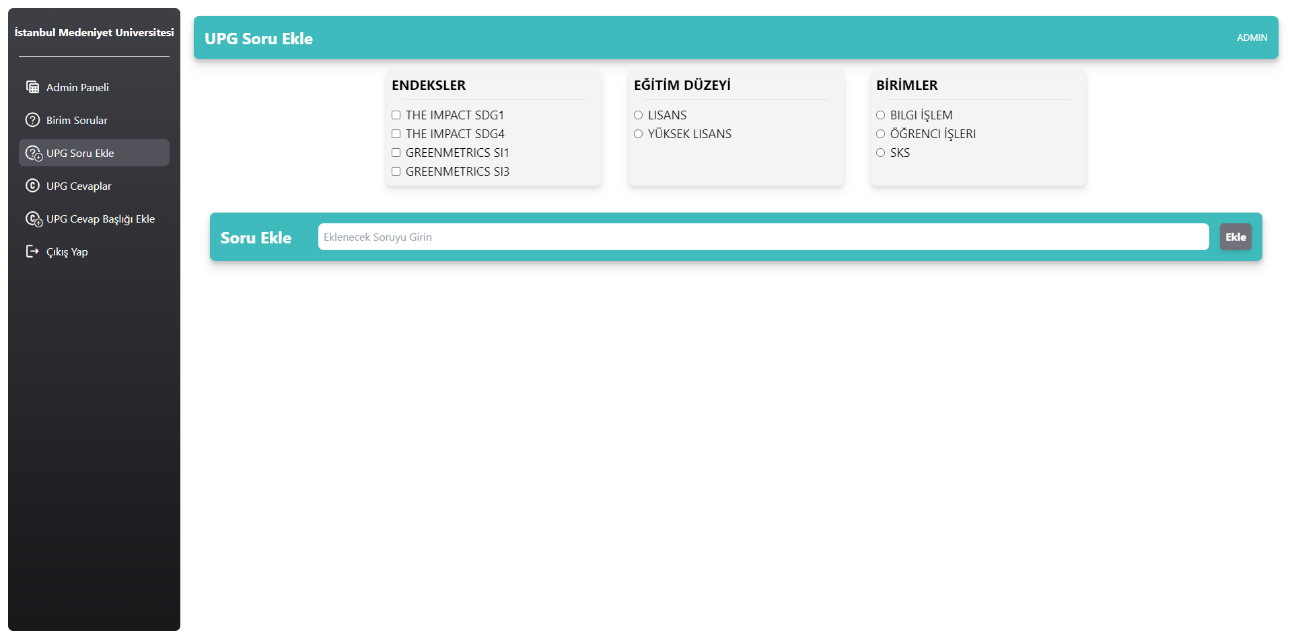 İstanbul Medeniyet Universitesi
Admin Paneli
Birim Sorular
UPG Soru Ekle
UPG Cevaplar
UPG Cevap Başlığı Ekle
Çıkış Yap
UPG Soru Ekle
ADMIN
ENDEKSLER
THE IMPACT SDG1
THE IMPACT SDG4
GREENMETRICS SI1
GREENMETRICS SI3
EĞİTİM DÜZEYİ
LISANS
YÜKSEK LISANS
BİRİMLER
BILGI İŞLEM
ÖĞRENCI İŞLERI
SKS
Soru Ekle
Eklenecek Soruyu Girin
Ekle